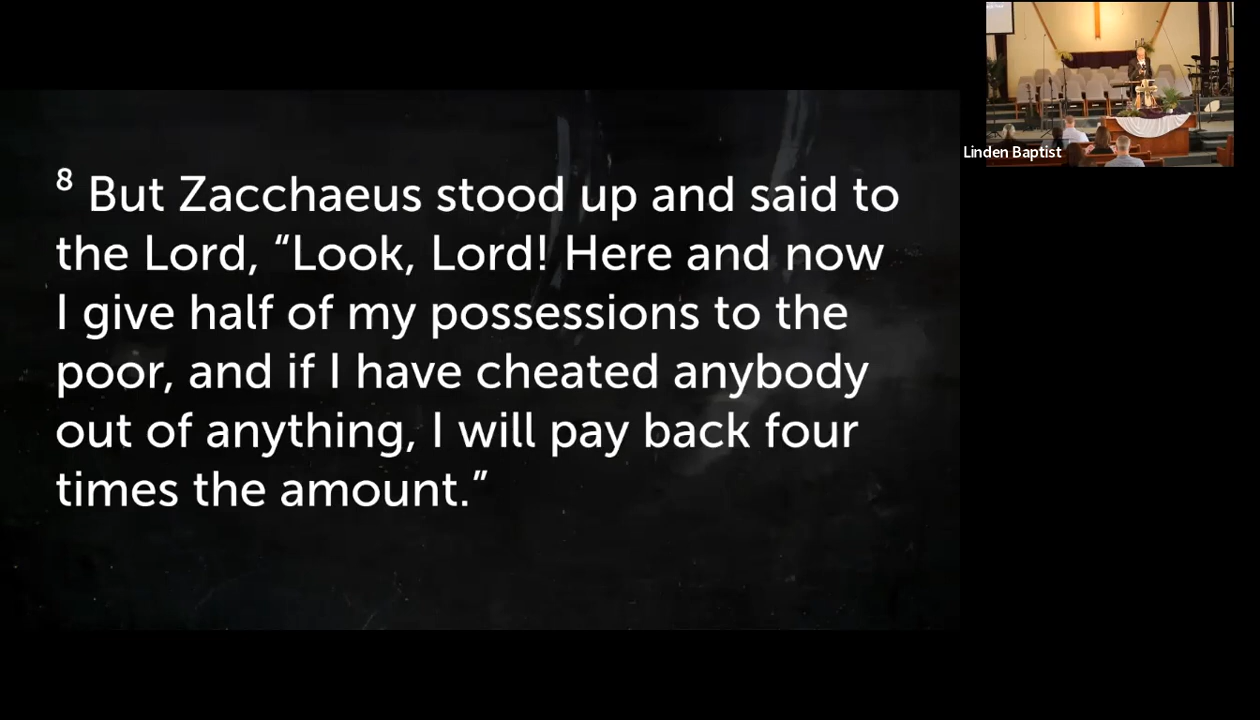 8 But Zacchaeus stood up and said to
the Lord, “Look, Lord! Here and now
I give half of my possessions to the
poor, and if I have cheated anybody
out of anything, I will pay back four
times the amount.”
Linden Baptist